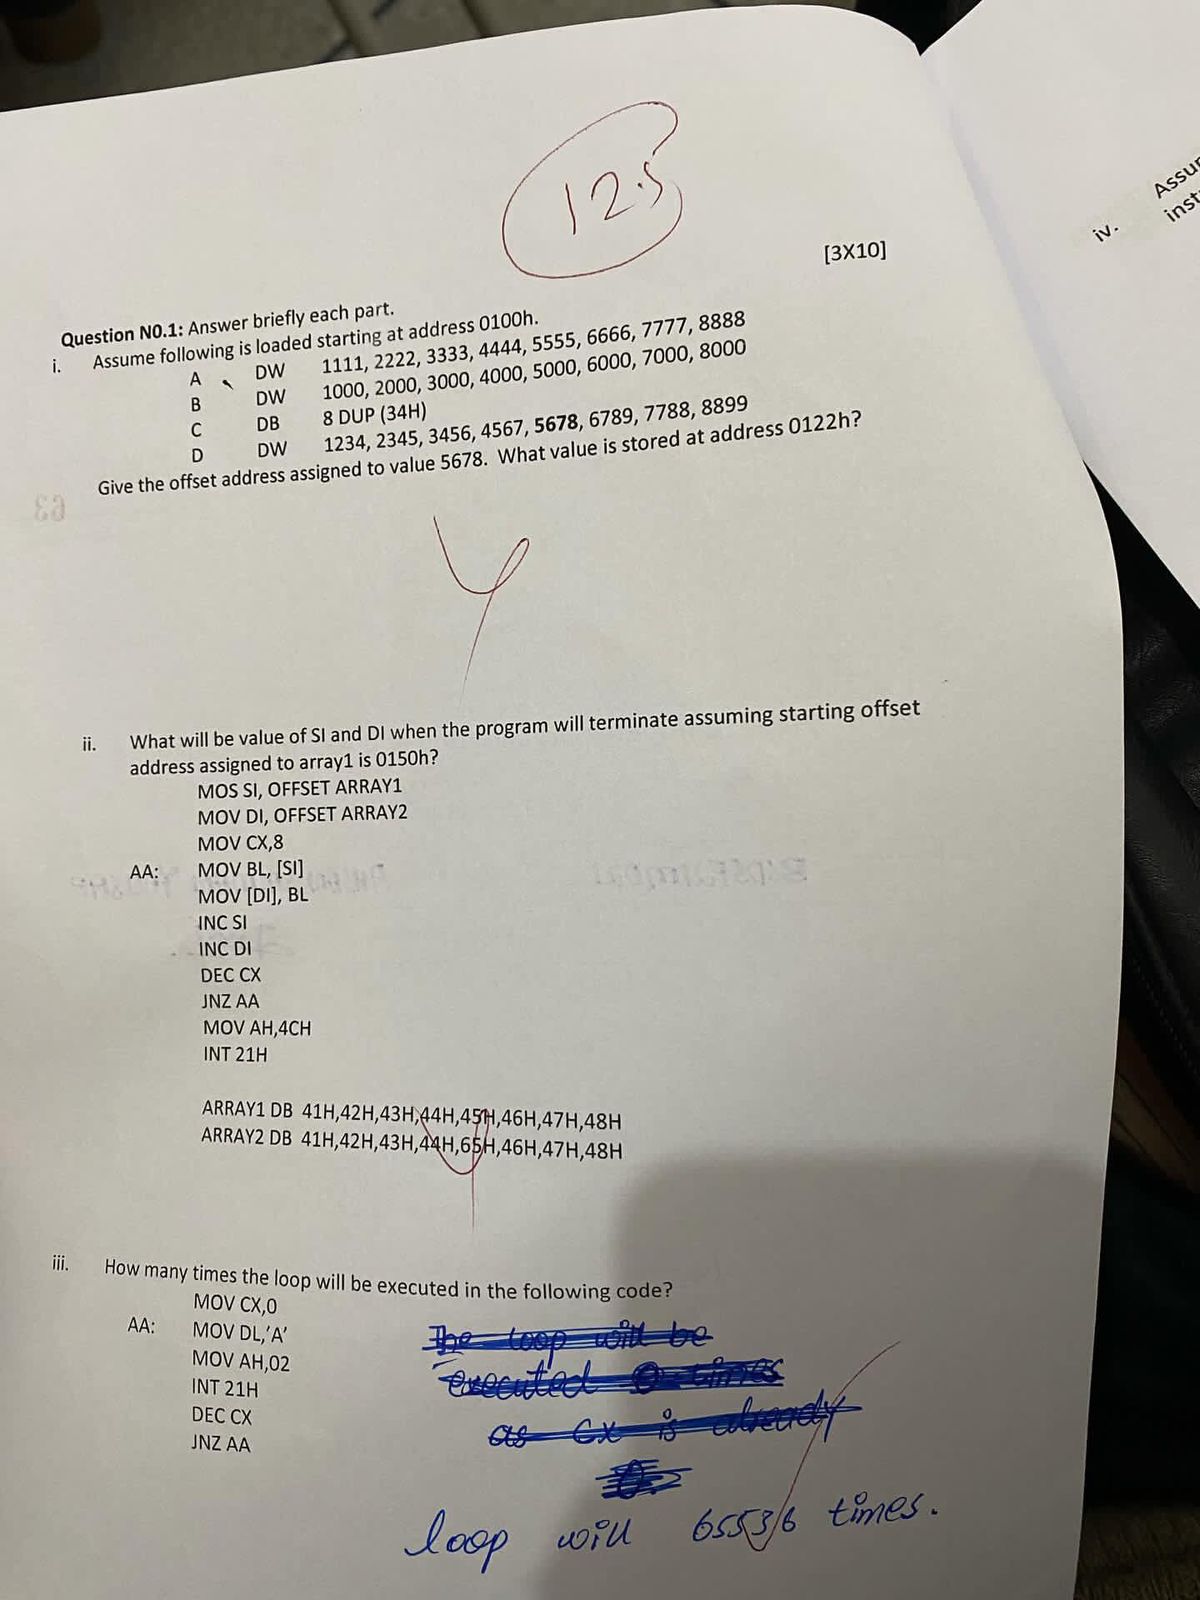 12.5
[3X10]
Question N0.1: Answer briefly each part.
i. Assume following is loaded starting at address 0100h.
A DW 1111, 2222, 3333, 4444, 5555, 6666, 7777, 8888
B DW 1000, 2000, 3000, 4000, 5000, 6000, 7000, 8000
C DB 8 DUP (34H)
D DW 1234, 2345, 3456, 4567, 5678, 6789, 7788, 8899
Give the offset address assigned to value 5678. What value is stored at address 0122h?
ii. What will be value of SI and DI when the program will terminate assuming starting offset
address assigned to array1 is 0150h?
MOS SI, OFFSET ARRAY1
MOV DI, OFFSET ARRAY2
MOV CX,8
AA: MOV BL, [SI]
MOV [DI], BL
INC SI
INC DI
DEC CX
JNZ AA
MOV AH,4CH
INT 21H
ARRAY1 DB 41H,42H,43H,44H,45H,46H,47H,48H
ARRAY2 DB 41H,42H,43H,44H,65H,46H,47H,48H
iii. How many times the loop will be executed in the following code?
MOV CX,0
AA: MOV DL,'A'
MOV AH,02
INT 21H
DEC CX
JNZ AA
The loop will be
executed 0 times
as CX is already
0.
loop will 65536 times.
iv.